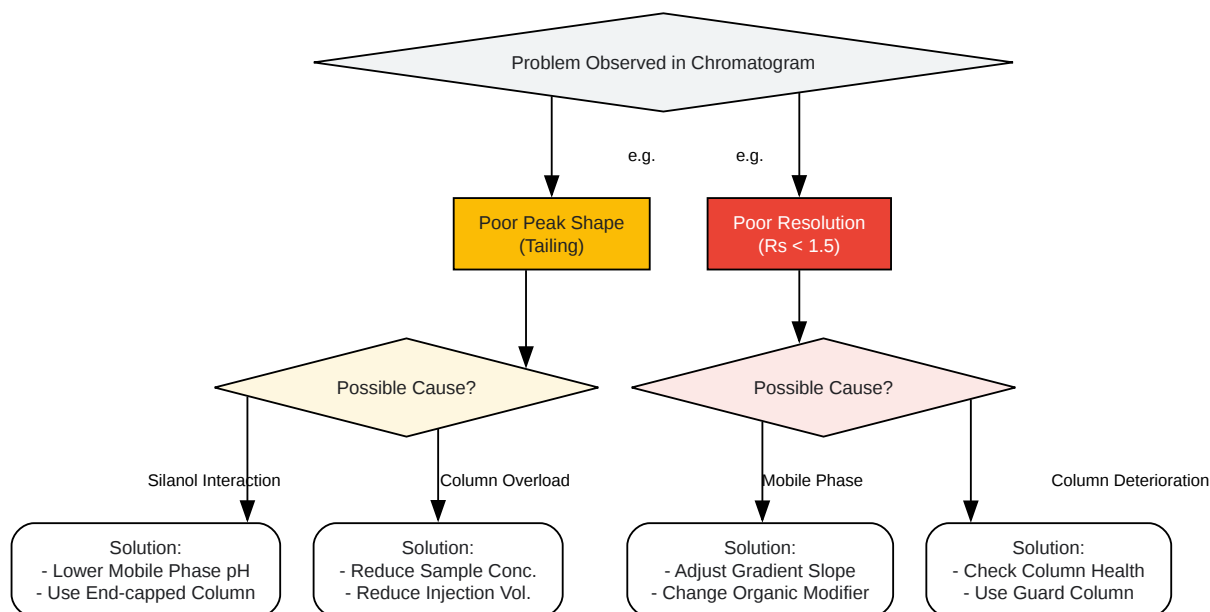 Problem Observed in Chromatogram
e.g.
e.g.
Poor Peak Shape
(Tailing)
Poor Resolution
(Rs < 1.5)
Possible Cause?
Possible Cause?
Silanol Interaction
Column Overload
Mobile Phase
Column Deterioration
Solution:
- Lower Mobile Phase pH
- Use End-capped Column
Solution:
- Reduce Sample Conc.
- Reduce Injection Vol.
Solution:
- Adjust Gradient Slope
- Change Organic Modifier
Solution:
- Check Column Health
- Use Guard Column